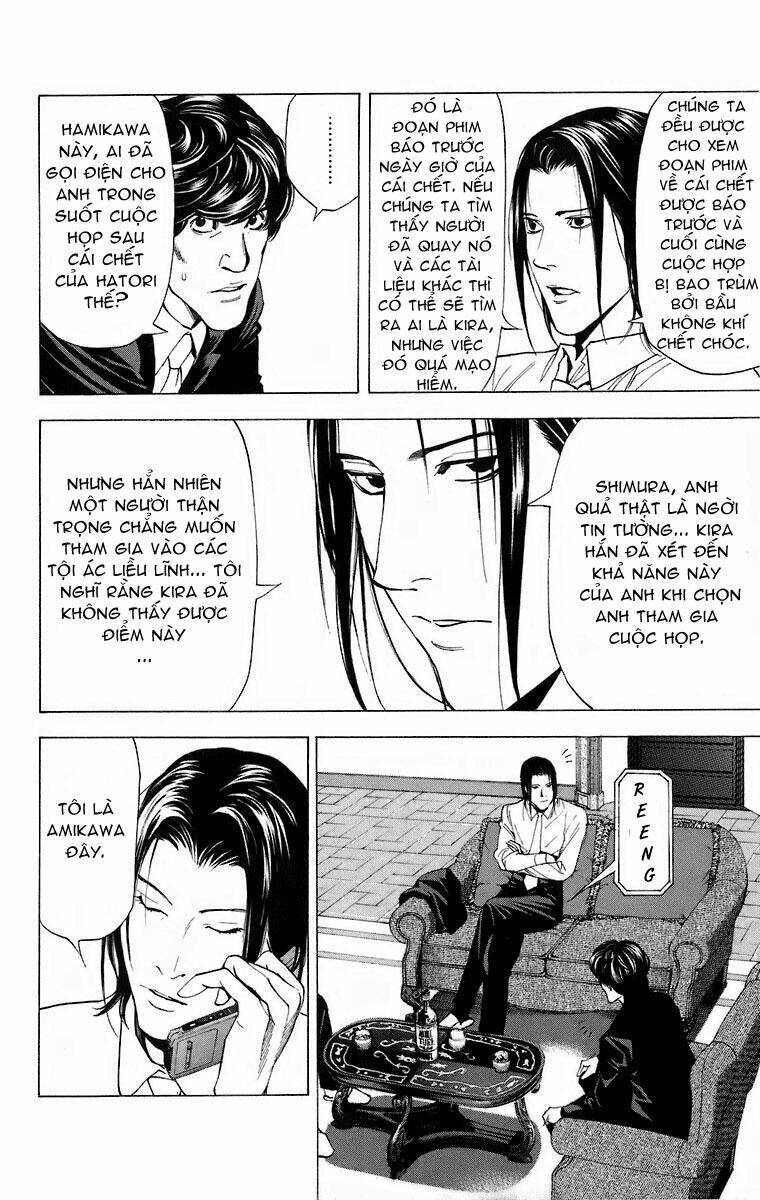 CHÚNG TA
ĐỀU ĐƯỢC
CHO XEM
ĐOẠN PHIM
VỀ CÁI CHẾT
ĐƯỢC BÁO
TRƯỚC VÀ
CUỐI CÙNG
CUỘC HỢP
BỊ BAO TRÙM
BỞI BẦU
KHÔNG KHÍ
CHẾT CHÓC.
ĐÓ LÀ
ĐOẠN PHIM
BÁO TRƯỚC
NGÀY GIỜ CỦA
CÁI CHẾT. NẾU
CHÚNG TA TÌM
THẤY NGƯỜI
ĐÃ QUAY NÓ
VÀ CÁC TÀI
LIỆU KHÁC THÌ
CÓ THỂ SẼ TÌM
RA AI LÀ KIRA,
NHƯNG VIỆC
ĐÓ QUÁ MẠO
HIỂM.
..........
HAMIKAWA
NÀY, AI ĐÃ
GỌI ĐIỆN CHO
ANH TRONG
SUỐT CUỘC
HỌP SAU
CÁI CHẾT
CỦA HATORI
THẾ?
SHIMURA, ANH
QUẢ THẬT LÀ NGỜI
TIN TƯỞNG... KIRA
HẮN ĐÃ XÉT ĐẾN
KHẢ NĂNG NÀY
CỦA ANH KHI CHỌN
ANH THAM GIA
CUỘC HỌP.
NHƯNG HẲN NHIÊN
MỘT NGƯỜI THẬN
TRỌNG CHẲNG MUỐN
THAM GIA VÀO CÁC
TỘI ÁC LIỀU LĨNH... TÔI
NGHĨ RẰNG KIRA ĐÃ
KHÔNG THẤY ĐƯỢC
ĐIỂM NÀY
...
REENG
TÔI LÀ
AMIKAWA
ĐÂY.